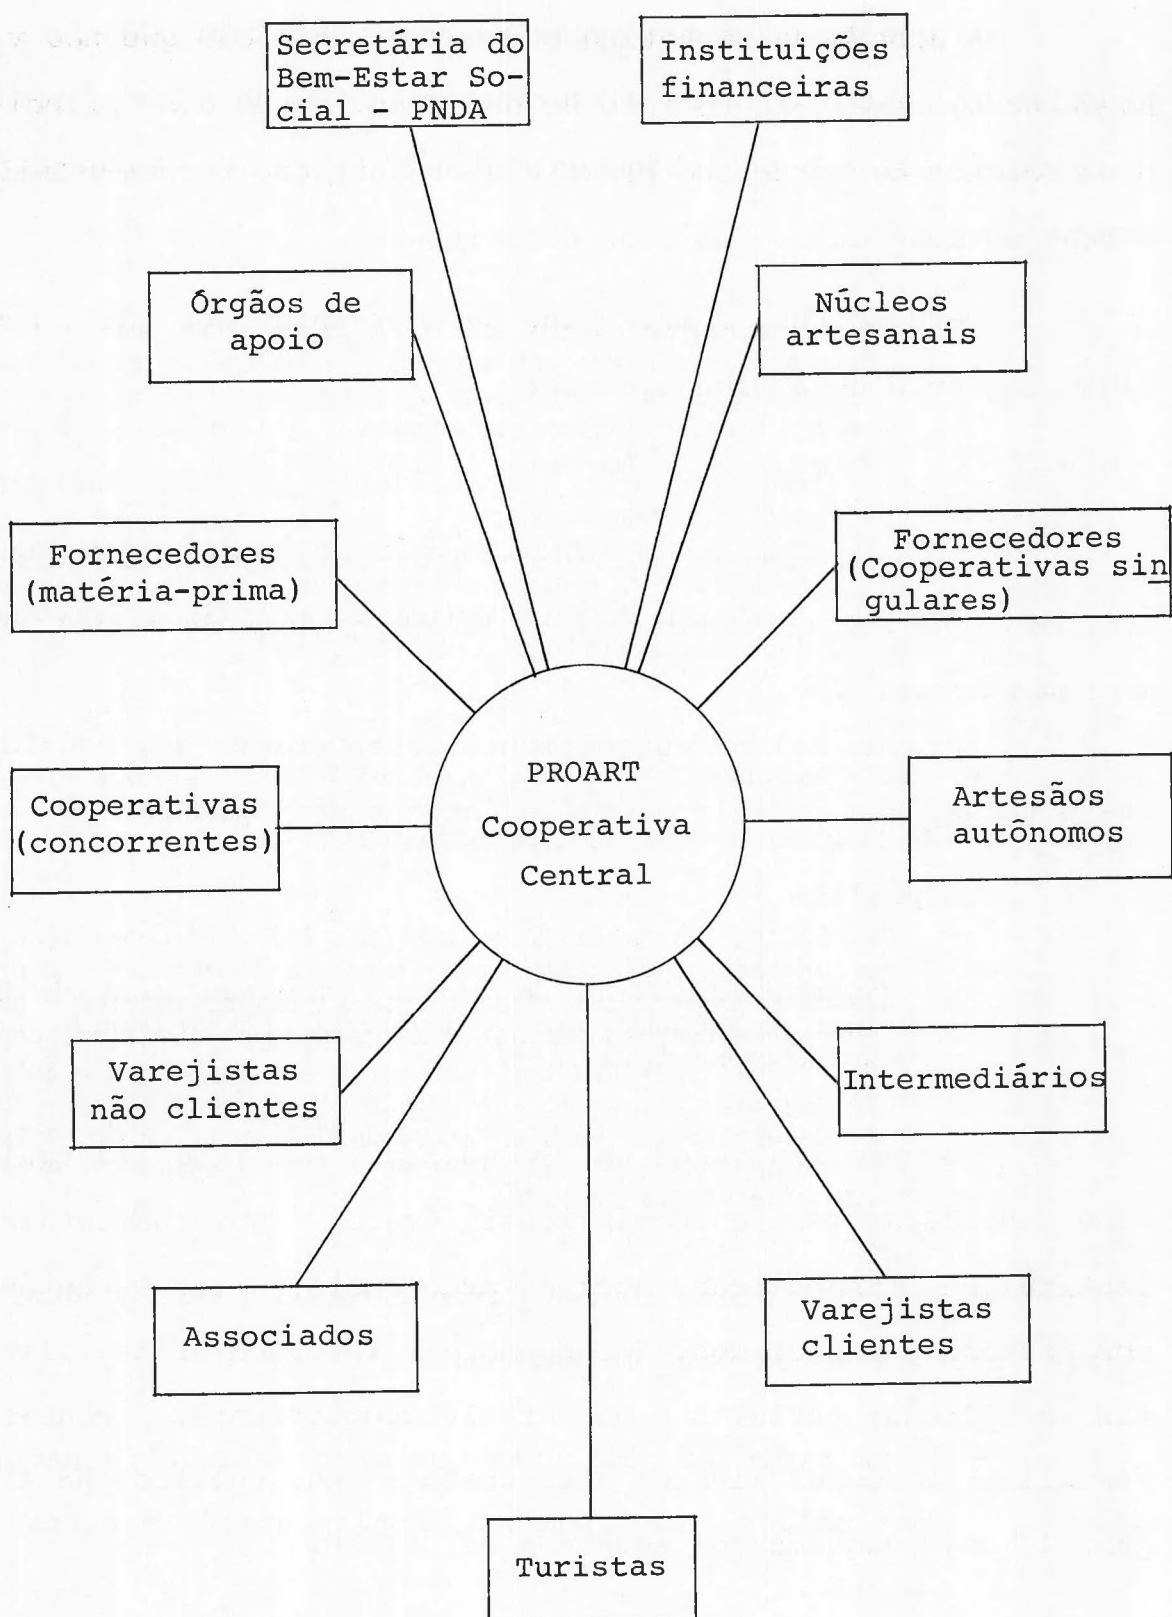 Secretária do
Bem-Estar So-
cial - PNDA
Instituições
financeiras
Órgãos de
apoio
Núcleos
artesanais
Fornecedores
(matéria-prima)
Fornecedores
(Cooperativas sin
gulares)
Cooperativas
(concorrentes)
PROART
Cooperativa
Central
Artesãos
autônomos
Varejistas
não clientes
Intermediários
Associados
Varejistas
clientes
Turistas